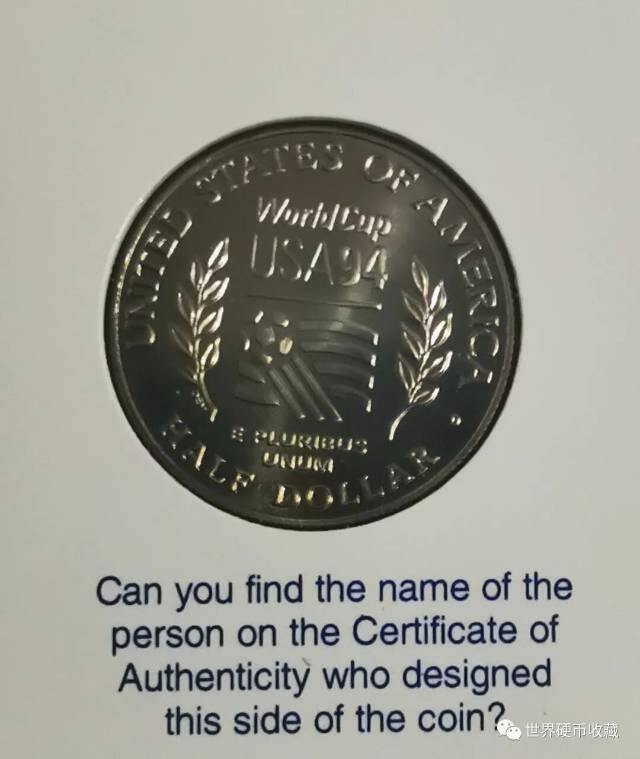 UNITED STATES OF AMERICA
WorldCup
USA94
E PLURIBUS
UNUM
HALF DOLLAR
Can you find the name of the
person on the Certificate of
Authenticity who designed
this side of the coin?
世界硬币收藏